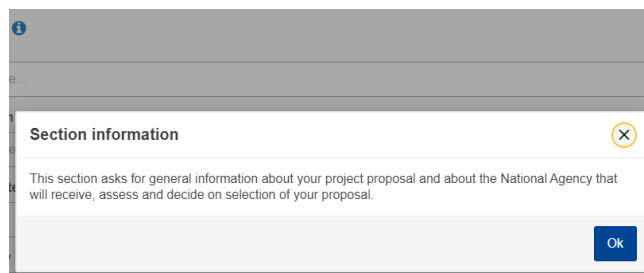 Section information
This section asks for general information about your project proposal and about the National Agency that
will receive, assess and decide on selection of your proposal.
Ok